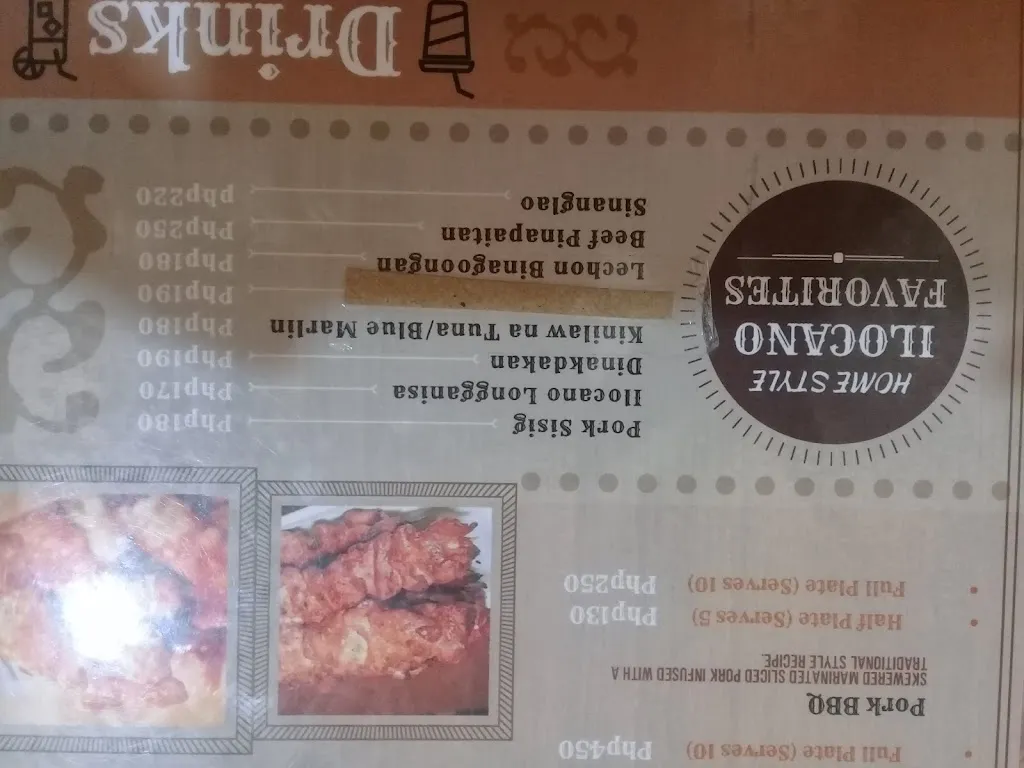 Full Plate (Serves 10) Php450
Pork BBQ
SKEWERED MARINATED SLICED PORK INFUSED WITH A
TRADITIONAL STYLE RECIPE.
Half Plate (Serves 5) Php130
Full Plate (Serves 10) Php250
HOME STYLE
ILOCANO
FAVORITES
Pork Sisig Php180
Ilocano Longganisa Php170
Dinakdakan Php190
Kinilaw na Tuna/Blue Marlin Php180
Php190
Lechon Binagoongan Php180
Beef Pinapaitan Php250
Sinanglao Php220
Drinks